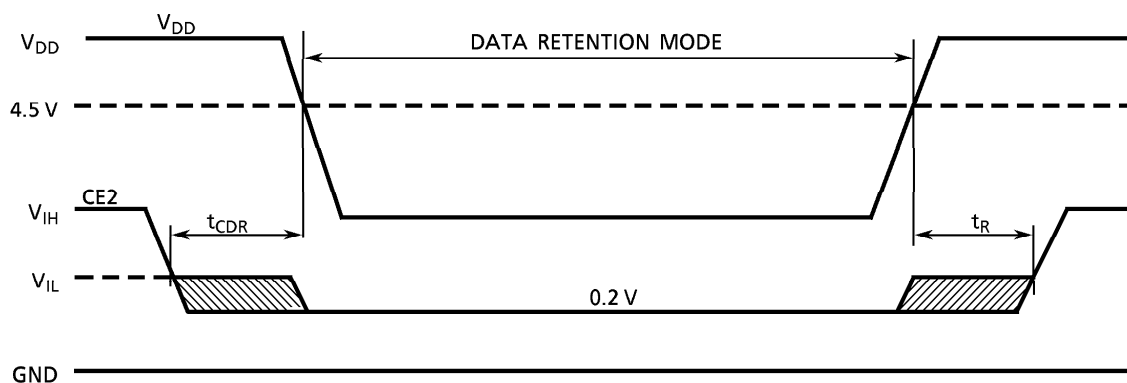 VDD
VDD
DATA RETENTION MODE
4.5 V
CE2
VIH
tCDR
tR
VIL
0.2 V
GND